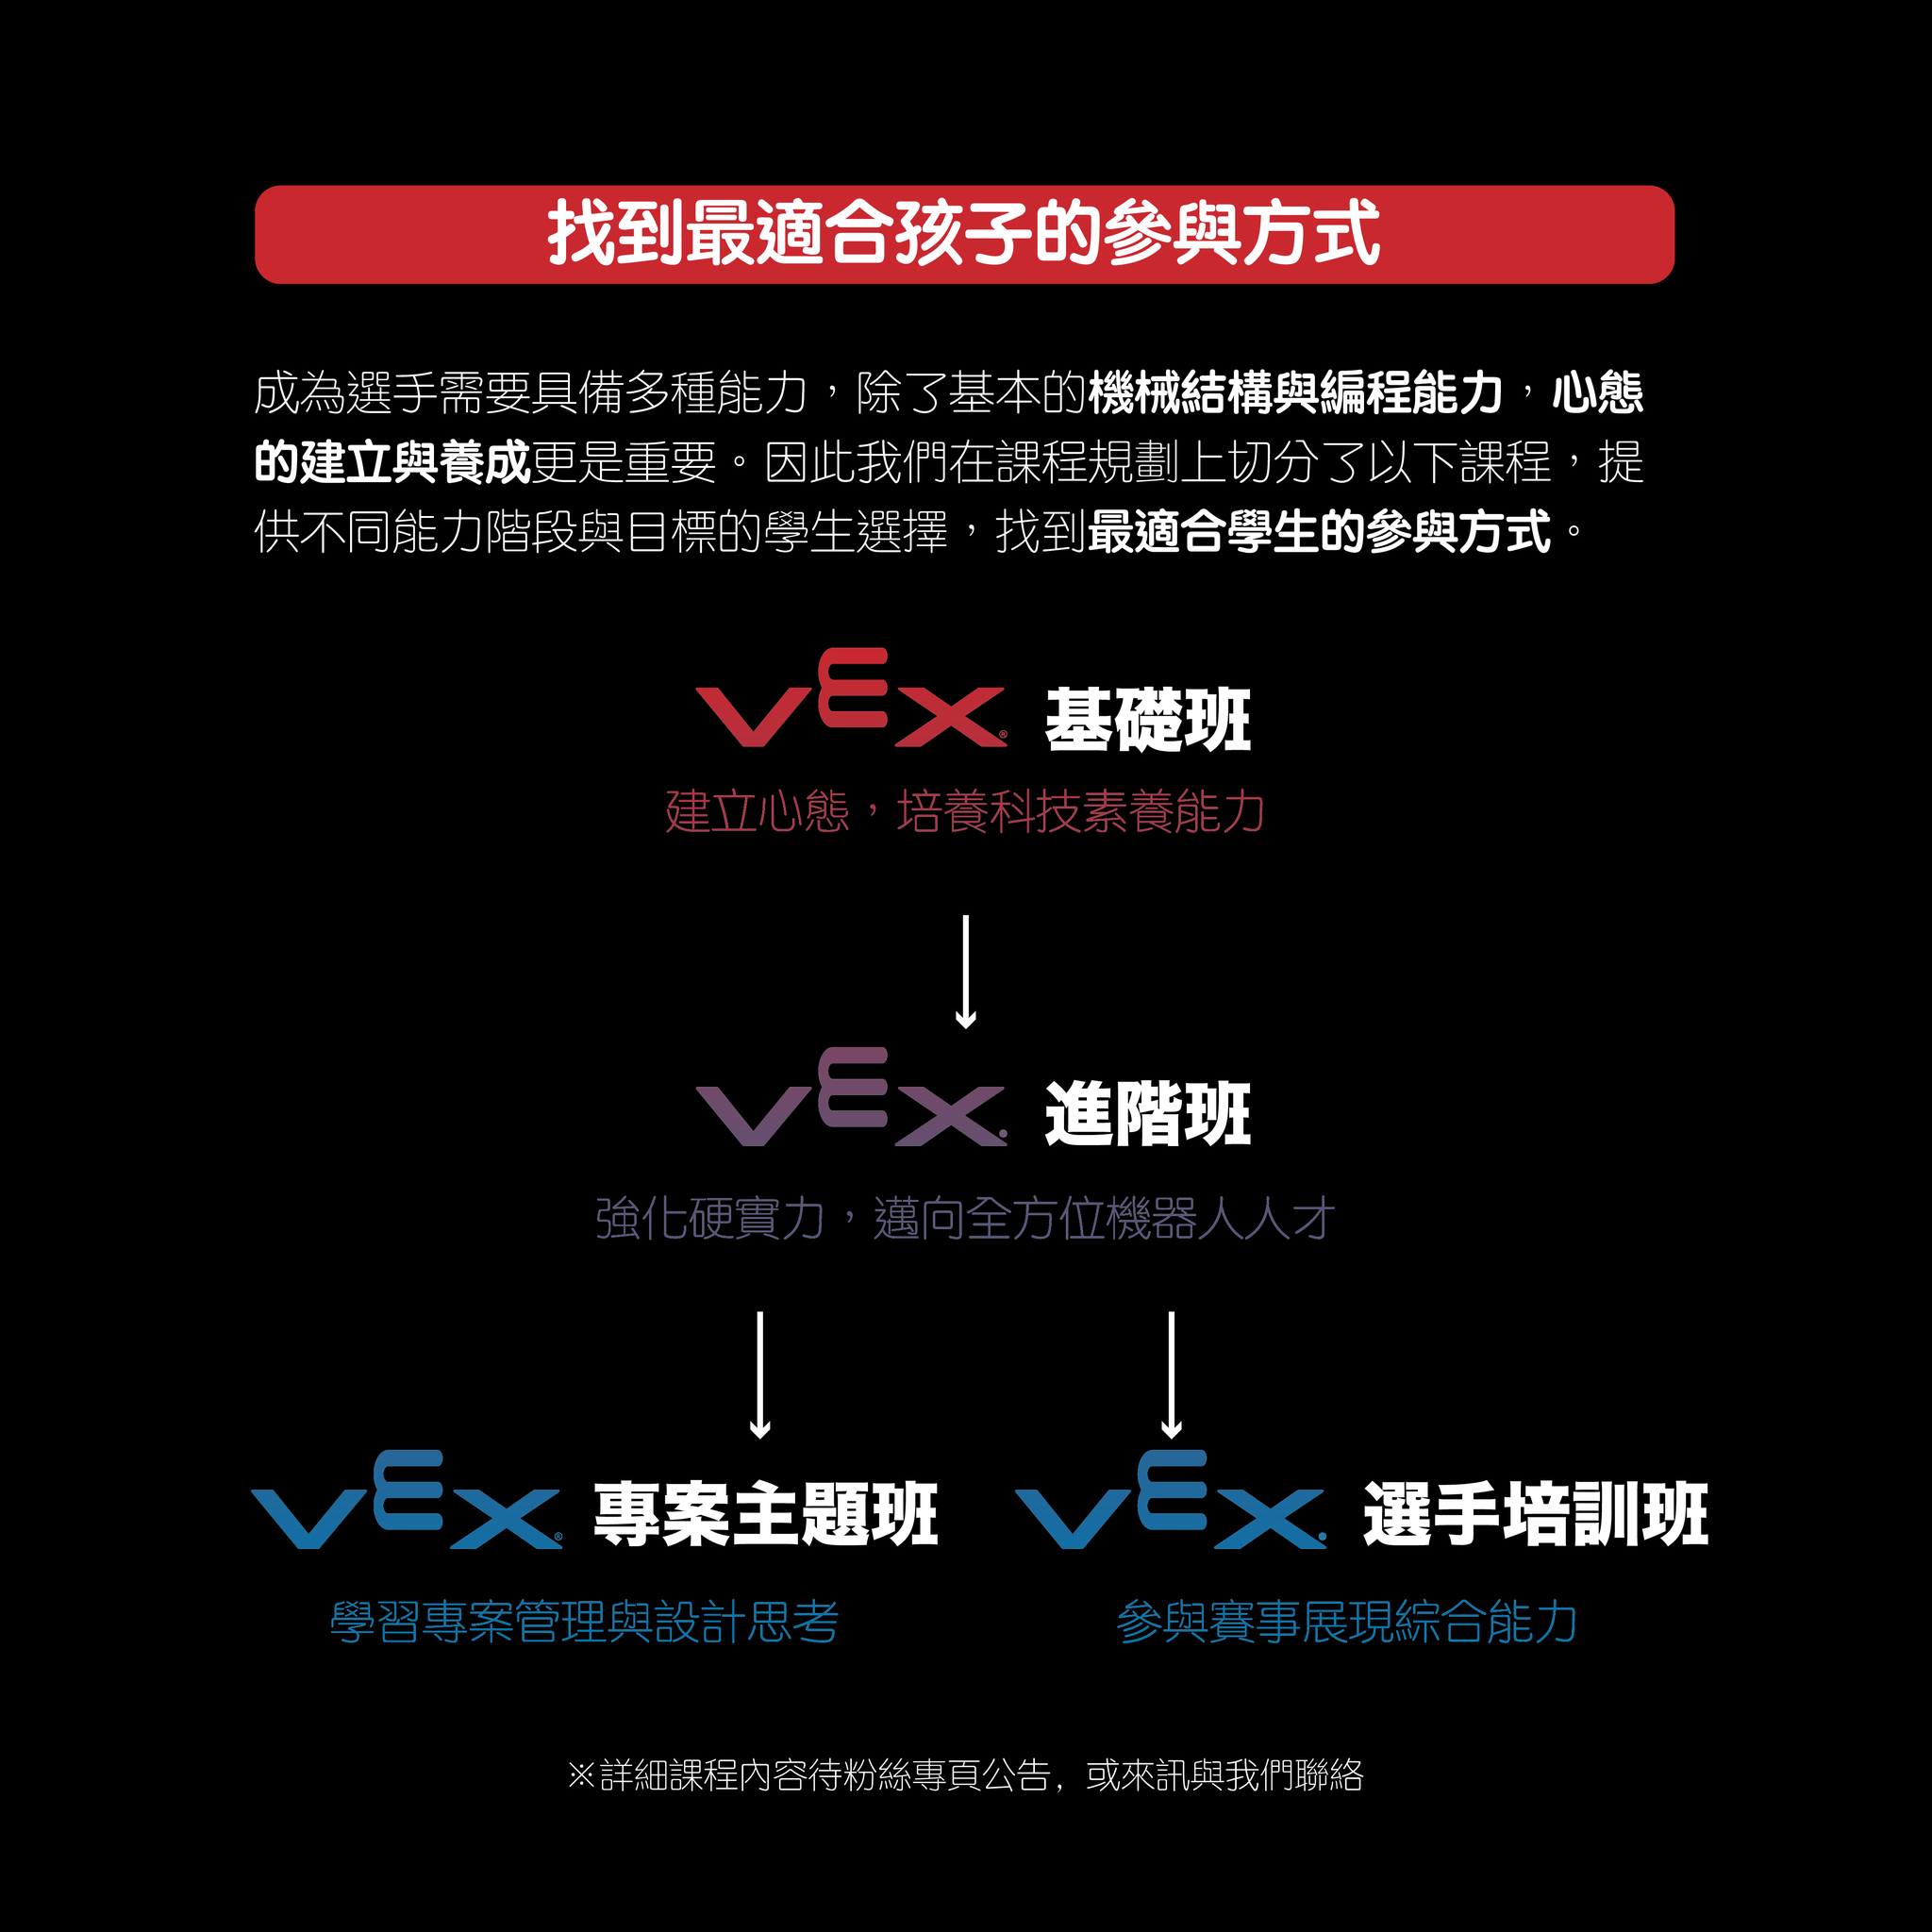 找到最適合孩子的參與方式
成為選手需要具備多種能力，除了基本的機械結構與編程能力，心態
的建立與養成更是重要。因此我們在課程規劃上切分了以下課程，提
供不同能力階段與目標的學生選擇，找到最適合學生的參與方式。
VEX® 基礎班
建立心態，培養科技素養能力
VEX® 進階班
強化硬實力，邁向全方位機器人人才
VEX® 專案主題班
學習專案管理與設計思考
VEX® 選手培訓班
參與賽事展現綜合能力
※詳細課程內容待粉絲專頁公告，或來訊與我們聯絡